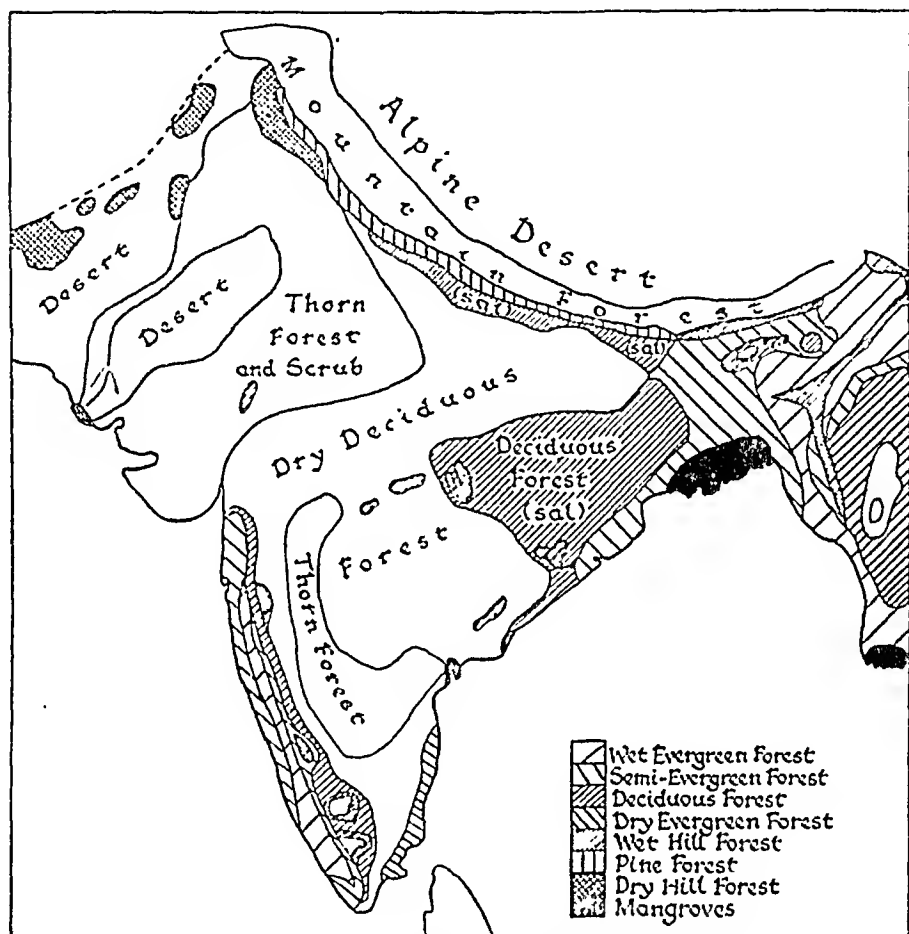 Mountain Forest
Alpine Desert
Desert
Desert
Thorn
Forest
and Scrub
(sal)
(sal)
Dry Deciduous
Forest
Deciduous
Forest
(sal)
Thorn Forest
Wet Evergreen Forest
Semi-Evergreen Forest
Deciduous Forest
Dry Evergreen Forest
Wet Hill Forest
Pine Forest
Dry Hill Forest
Mangroves